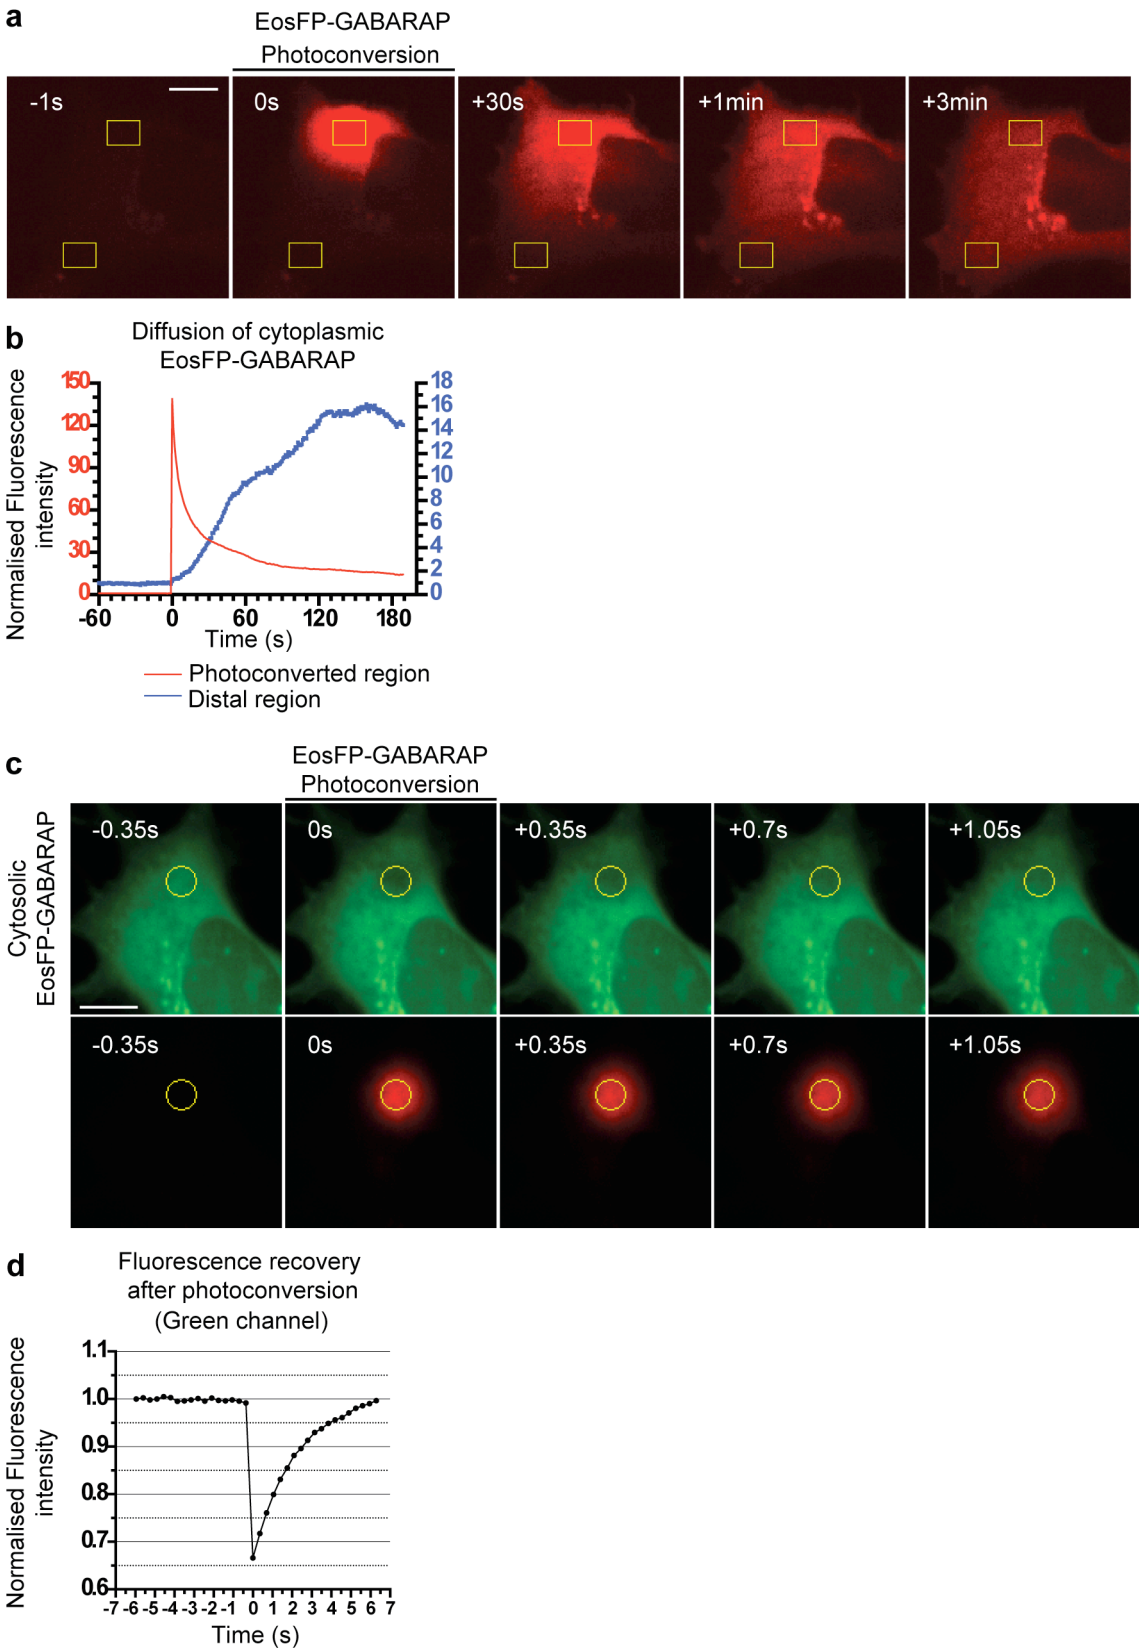 a
EosFP-GABARAP
Photoconversion
-1s
0s
+30s
+1min
+3min
b
Diffusion of cytoplasmic
EosFP-GABARAP
Normalised Fluorescence
intensity
150
120
90
60
30
0
18
16
14
12
10
8
6
4
2
0
-60 0 60 120 180
Time (s)
Photoconverted region
Distal region
c
EosFP-GABARAP
Photoconversion
Cytosolic
EosFP-GABARAP
-0.35s
0s
+0.35s
+0.7s
+1.05s
-0.35s
0s
+0.35s
+0.7s
+1.05s
d
Fluorescence recovery
after photoconversion
(Green channel)
Normalised Fluorescence
intensity
1.1
1.0
0.9
0.8
0.7
0.6
-7 -6 -5 -4 -3 -2 -1 0 1 2 3 4 5 6 7
Time (s)